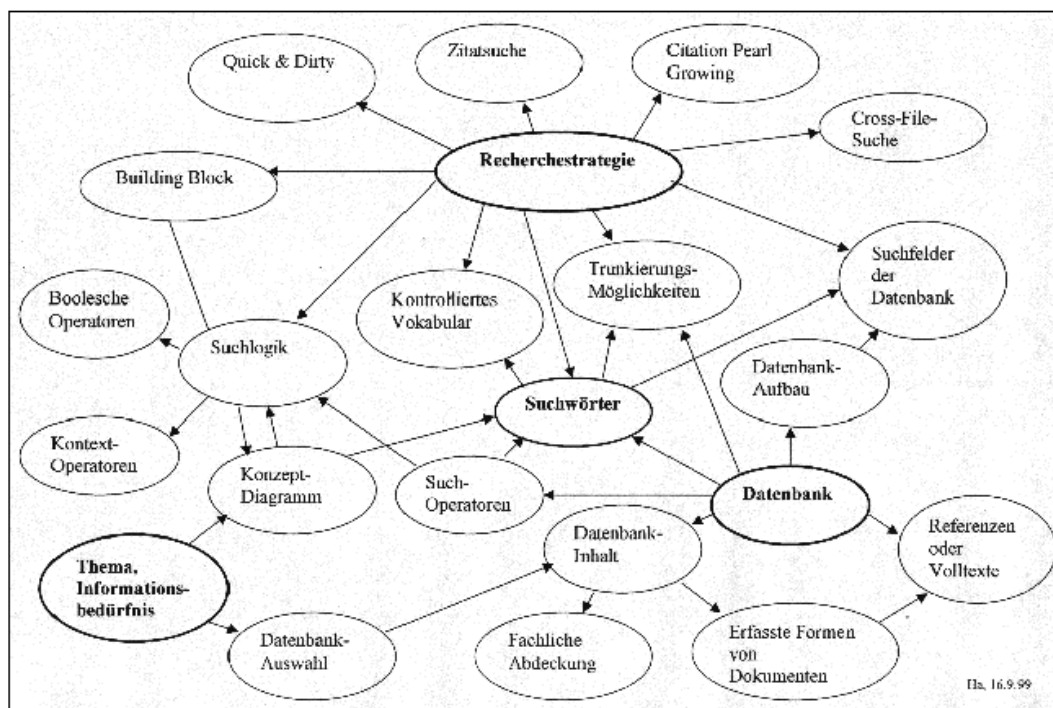 Quick & Dirty
Zitatsuche
Citation Pearl
Growing
Cross-File-
Suche
Recherchestrategie
Building Block
Suchfelder
der
Datenbank
Trunkierungs-
Möglichkeiten
Kontrolliertes
Vokabular
Boolesche
Operatoren
Suchlogik
Datenbank-
Aufbau
Suchwörter
Kontext-
Operatoren
Konzept-
Diagramm
Such-
Operatoren
Datenbank
Referenzen
oder
Volltexte
Datenbank-
Inhalt
Thema,
Informations-
bedürfnis
Datenbank-
Auswahl
Fachliche
Abdeckung
Erfasste Formen
von
Dokumenten
Ha, 16.9.99